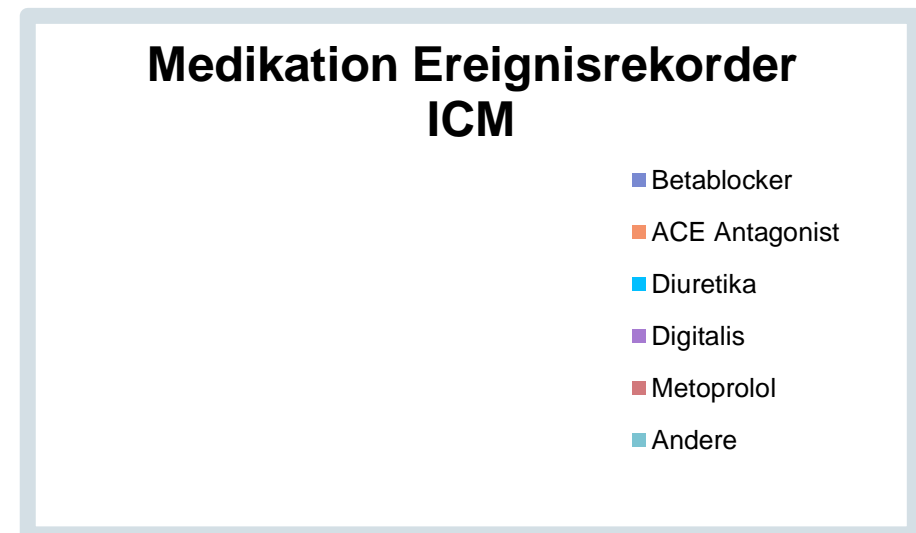 Medikation Ereignisrekorder
ICM
Betablocker
ACE Antagonist
Diuretika
Digitalis
Metoprolol
Andere